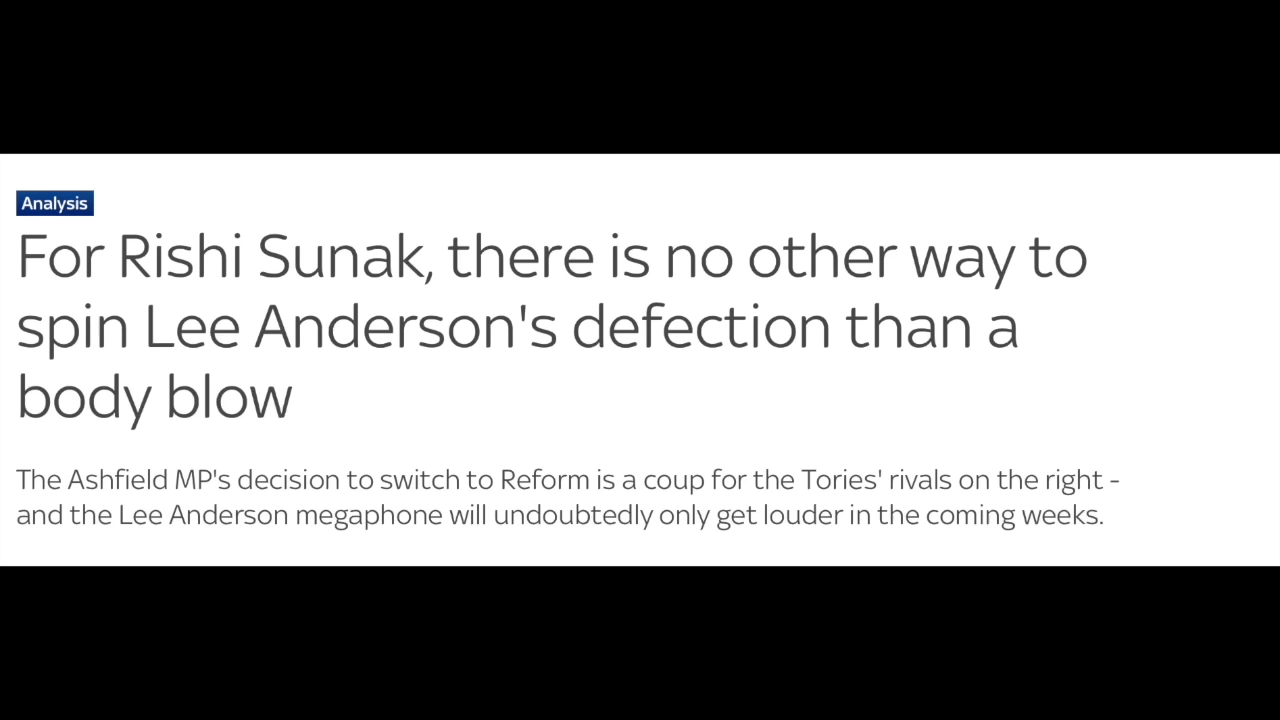 Analysis
For Rishi Sunak, there is no other way to
spin Lee Anderson's defection than a
body blow
The Ashfield MP's decision to switch to Reform is a coup for the Tories' rivals on the right -
and the Lee Anderson megaphone will undoubtedly only get louder in the coming weeks.